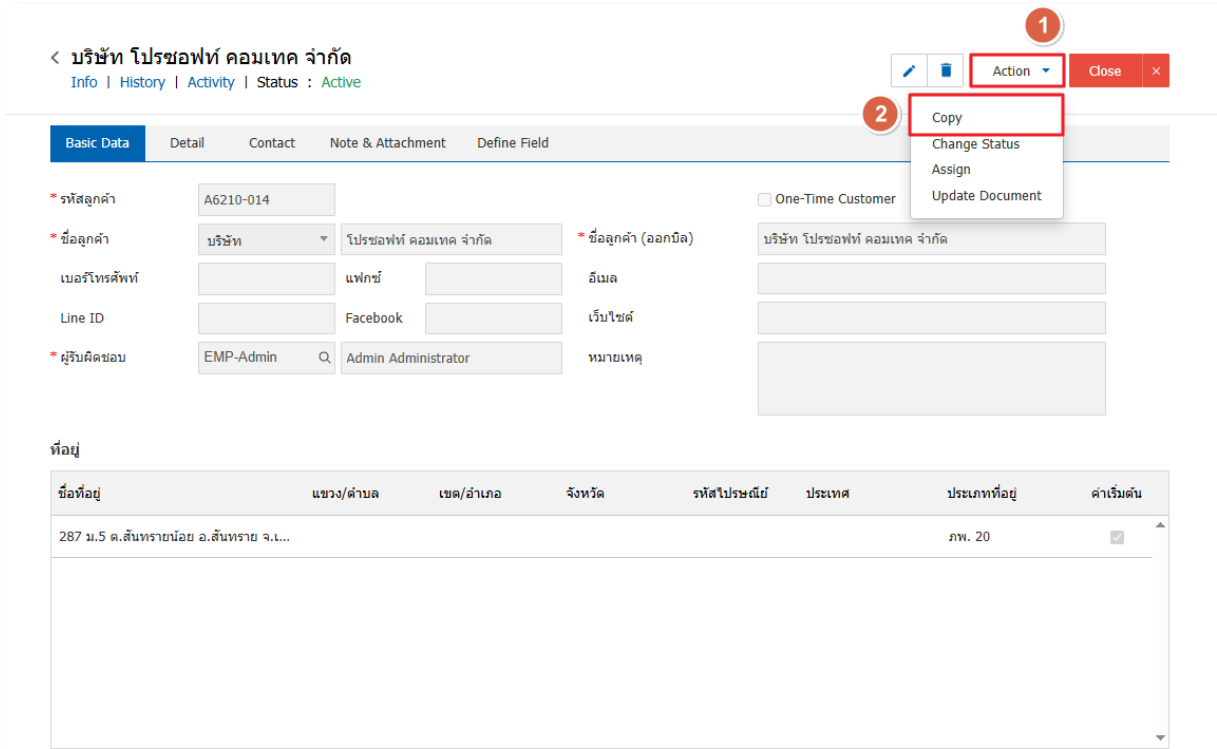 1
บริษัท โปรซอฟท์ คอมเทค จำกัด
Info | History | Activity | Status : Active
Action Close ×
2
Copy
Change Status
Assign
Update Document
Basic Data Detail Contact Note & Attachment Define Field
* รหัสลูกค้า A6210-014 One-Time Customer
* ชื่อลูกค้า บริษัท โปรซอฟท์ คอมเทค จำกัด * ชื่อลูกค้า (ออกบิล) บริษัท โปรซอฟท์ คอมเทค จำกัด
เบอร์โทรศัพท์ แฟกซ์ อีเมล
Line ID Facebook เว็บไซต์
* ผู้รับผิดชอบ EMP-Admin Admin Administrator หมายเหตุ
ที่อยู่
ชื่อที่อยู่ แขวง/ตำบล เขต/อำเภอ จังหวัด รหัสไปรษณีย์ ประเทศ ประเภทที่อยู่ ค่าเริ่มต้น
287 ม.5 ต.สันทรายน้อย อ.สันทราย จ.เ... ภพ. 20